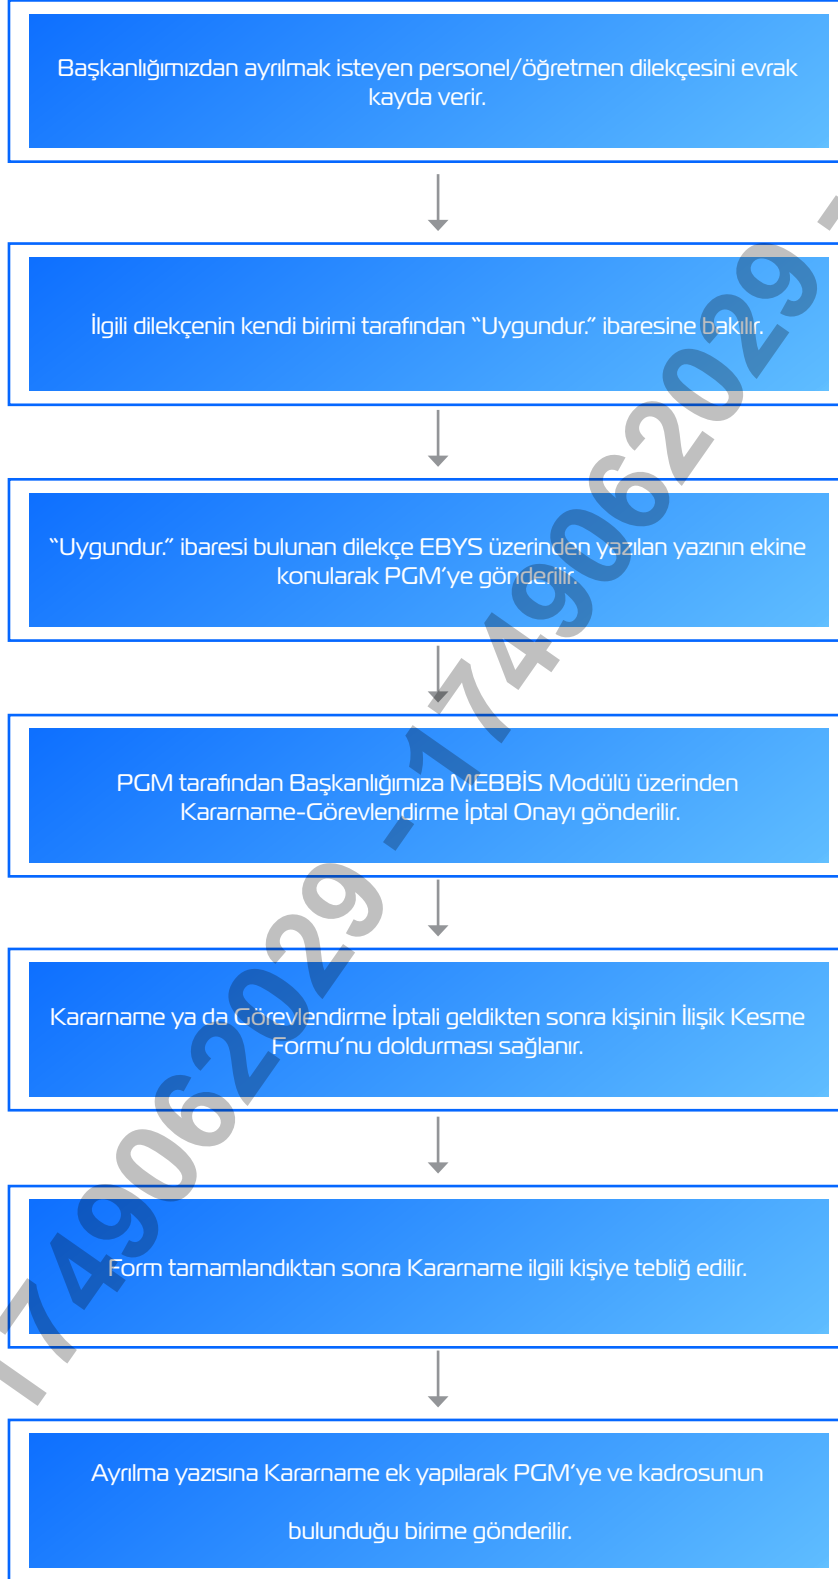 Başkanlığımızdan ayrılmak isteyen personel/öğretmen dilekçesini evrak
kayda verir.
İlgili dilekçenin kendi birimi tarafından “Uygundur.” ibaresine bakılır.
“Uygundur.” ibaresi bulunan dilekçe EBYS üzerinden yazılan yazının ekine
konularak PGM’ye gönderilir.
PGM tarafından Başkanlığımıza MEBBİS Modülü üzerinden
Kararname-Görevlendirme İptal Onayı gönderilir.
Kararname ya da Görevlendirme İptali geldikten sonra kişinin İlişik Kesme
Formu’nu doldurması sağlanır.
Form tamamlandıktan sonra Kararname ilgili kişiye tebliğ edilir.
Ayrılma yazısına Kararname ek yapılarak PGM’ye ve kadrosunun
bulunduğu birime gönderilir.
1749062029 - 1749062029 -